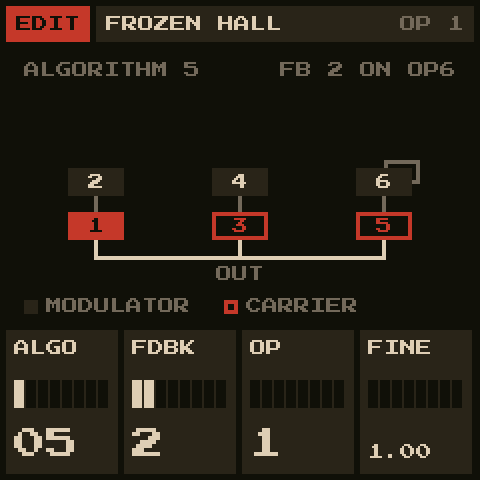 EDIT FROZEN HALL OP 1
ALGORITHM 5 FB 2 ON OP6
2 4 6
1 3 5
OUT
MODULATOR CARRIER
ALGO FDBK OP FINE
05 2 1 1.00